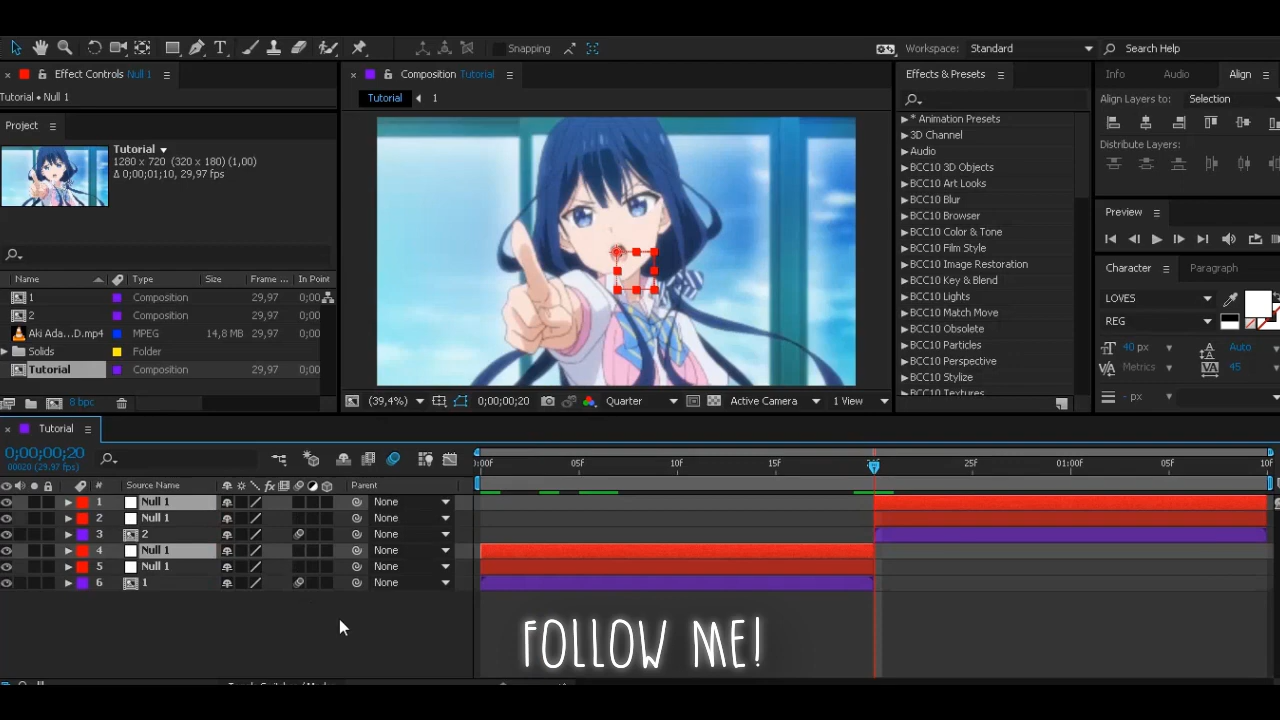 Snapping
Workspace: Standard
Search Help
Effect Controls Null 1
Composition Tutorial
Effects & Presets
Info
Audio
Align
Tutorial • Null 1
Tutorial
1
Align Layers to:
Selection
Project
* Animation Presets
3D Channel
Audio
BCC10 3D Objects
BCC10 Art Looks
BCC10 Blur
BCC10 Browser
BCC10 Color & Tone
BCC10 Film Style
BCC10 Image Restoration
BCC10 Key & Blend
BCC10 Lights
BCC10 Match Move
BCC10 Obsolete
BCC10 Particles
BCC10 Perspective
BCC10 Stylize
BCC10 Textures
Tutorial
1280 x 720 (320 x 180) (1,00)
Δ 0;00;01;10, 29,97 fps
Distribute Layers:
Preview
Character
Paragraph
LOVES
REG
40 px
Auto
Metrics
45
- px
Name
Type
Size
Frame ...
In Point
1
Composition
29,97
0;00
2
Composition
29,97
0;00
Aki Ada...D.mp4
MPEG
14,8 MB
29,97
0;00
Solids
Folder
Tutorial
Composition
29,97
0;00
8 bpc
(39,4%)
0;00;00;20
Quarter
Active Camera
1 View
Tutorial
0;00;00;20
00020 (29.97 fps)
0:00f
05f
10f
15f
25f
01:00f
05f
10f
#
Source Name
Parent
1
Null 1
None
2
Null 1
None
3
2
None
4
Null 1
None
5
Null 1
None
6
1
None
FOLLOW ME!